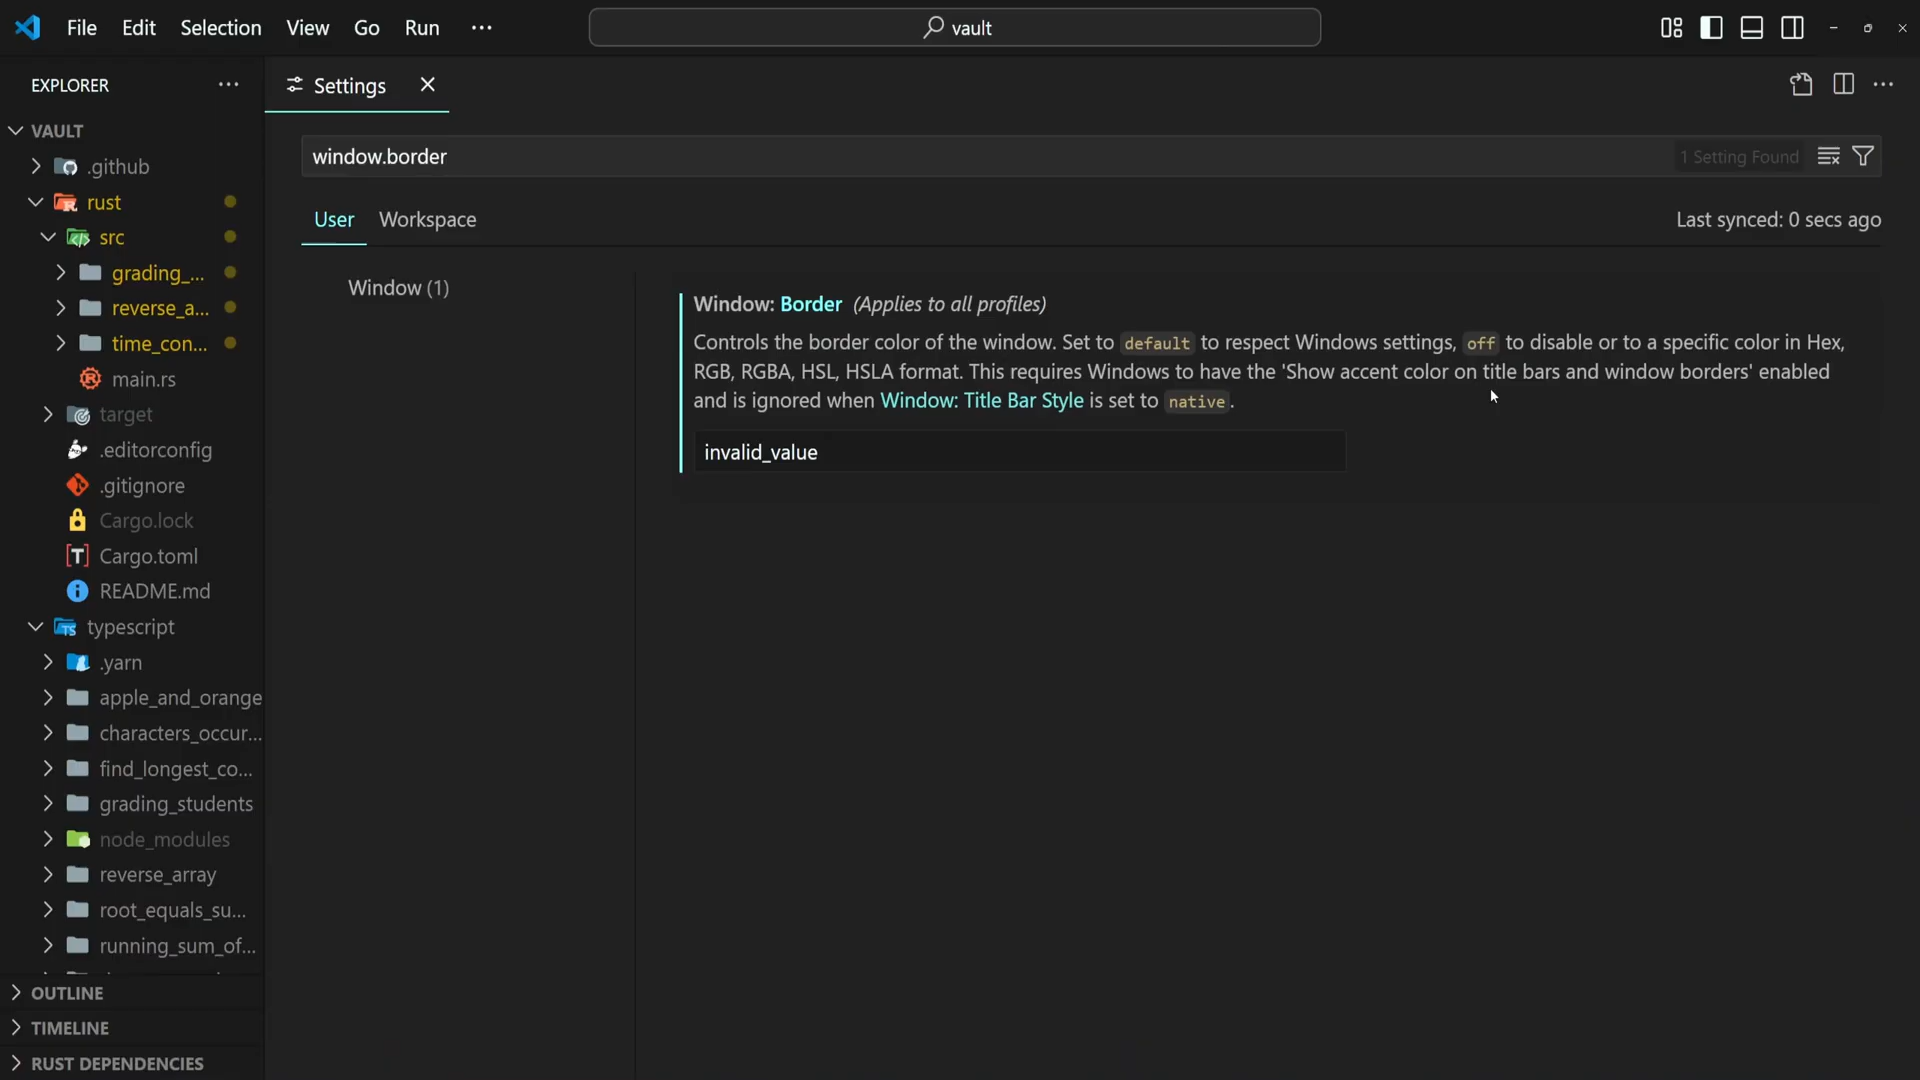 File Edit Selection View Go Run ···
vault
EXPLORER ···
Settings
VAULT
.github
rust
src
grading_...
reverse_a...
time_con...
main.rs
target
.editorconfig
.gitignore
Cargo.lock
Cargo.toml
README.md
typescript
.yarn
apple_and_orange
characters_occur...
find_longest_co...
grading_students
node_modules
reverse_array
root_equals_su...
running_sum_of...
OUTLINE
TIMELINE
RUST DEPENDENCIES
window.border
1 Setting Found
User Workspace
Last synced: 0 secs ago
Window (1)
Window: Border (Applies to all profiles)
Controls the border color of the window. Set to default to respect Windows settings, off to disable or to a specific color in Hex,
RGB, RGBA, HSL, HSLA format. This requires Windows to have the 'Show accent color on title bars and window borders' enabled
and is ignored when Window: Title Bar Style is set to native.
invalid_value